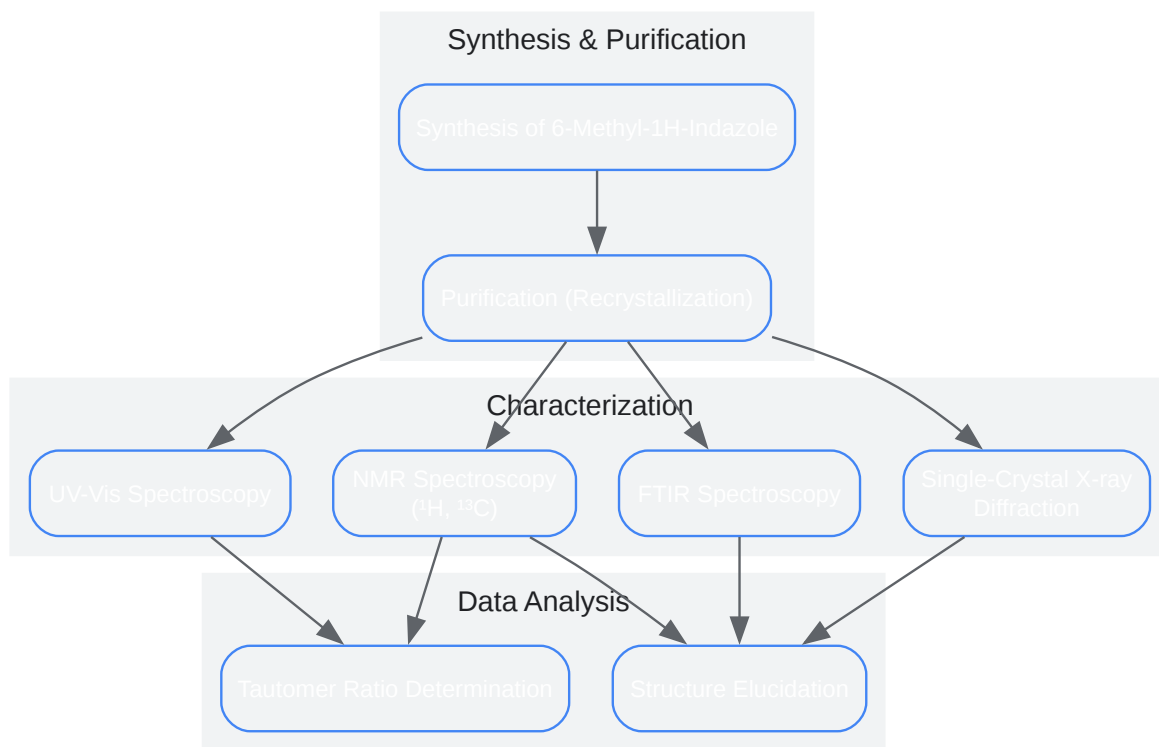 Synthesis & Purification
Synthesis of 6-Methyl-1H-Indazole
Purification (Recrystallization)
Characterization
UV-Vis Spectroscopy
NMR Spectroscopy
(¹H, ¹³C)
FTIR Spectroscopy
Single-Crystal X-ray
Diffraction
Data Analysis
Tautomer Ratio Determination
Structure Elucidation